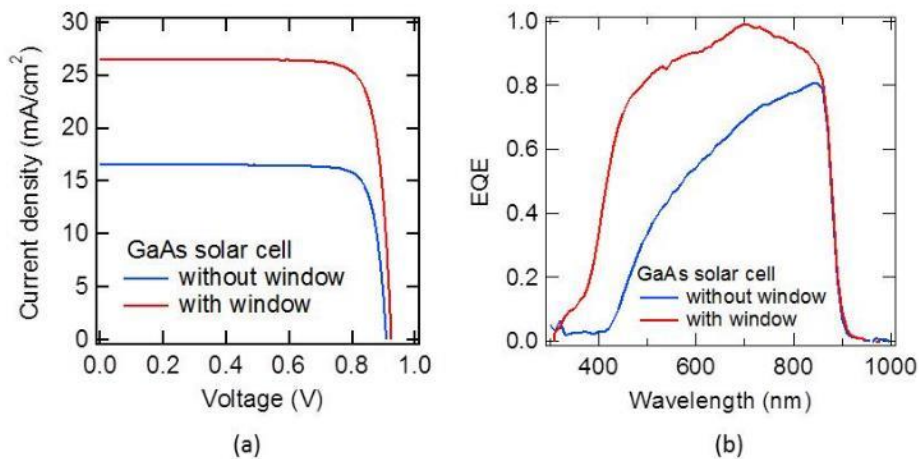 Current density (mA/cm²)
30
25
20
15
10
5
0
GaAs solar cell
without window
with window
0.0 0.2 0.4 0.6 0.8 1.0
Voltage (V)
(a)
EQE
1.0
0.8
0.6
0.4
0.2
0.0
GaAs solar cell
without window
with window
400 600 800 1000
Wavelength (nm)
(b)